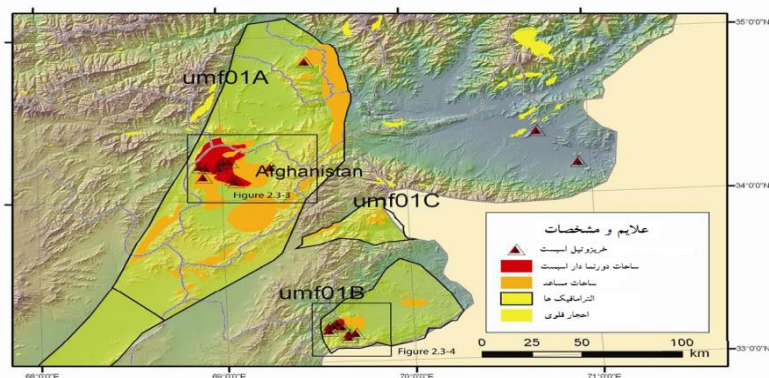 35°0'0"N
umf01A
Afghanistan
Figure 2.3-3
34°0'0"N
umf01C
علایم و مشخصات
خریزوتیل اسبست
ساحات دورنما دار اسبست
ساحات مساعد
الترامافیک ها
احجار قلوی
umf01B
Figure 2.3-4
0 25 50 100
km
33°0'0"N
68°0'0"E 69°0'0"E 70°0'0"E 71°0'0"E